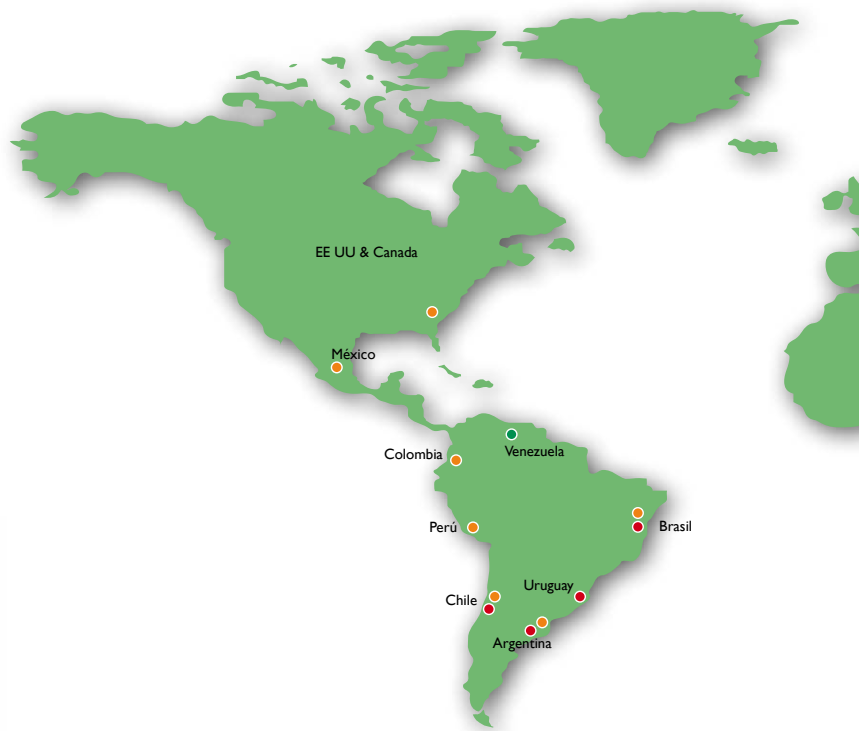 EE UU & Canada
México
Colombia
Venezuela
Perú
Brasil
Uruguay
Chile
Argentina